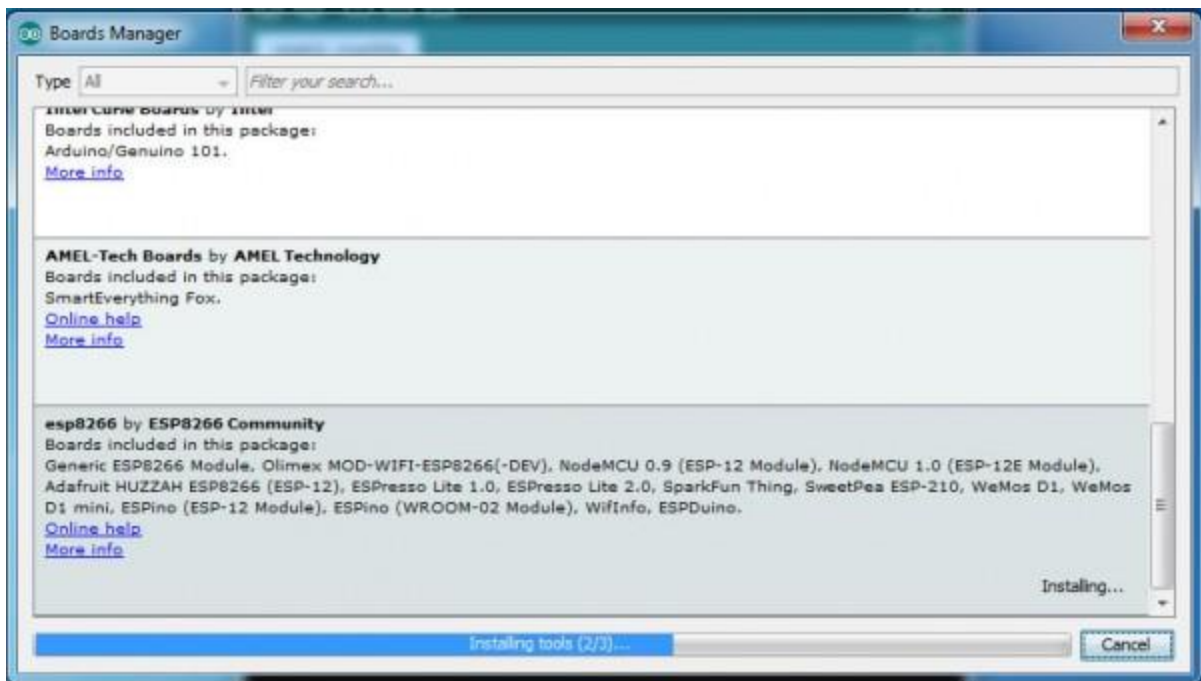 Boards Manager
Type All Filter your search...
Intel Curie Boards by Intel
Boards included in this package:
Arduino/Genuino 101.
More info
AMEL-Tech Boards by AMEL Technology
Boards included in this package:
SmartEverything Fox.
Online help
More info
esp8266 by ESP8266 Community
Boards included in this package:
Generic ESP8266 Module, Olimex MOD-WIFI-ESP8266(-DEV), NodeMCU 0.9 (ESP-12 Module), NodeMCU 1.0 (ESP-12E Module),
Adafruit HUZZAH ESP8266 (ESP-12), ESPresso Lite 1.0, ESPresso Lite 2.0, SparkFun Thing, SweetPea ESP-210, WeMos D1, WeMos
D1 mini, ESPino (ESP-12 Module), ESPino (WROOM-02 Module), WifInfo, ESPDuino.
Online help
More info
Installing...
Installing tools (2/3)...
Cancel